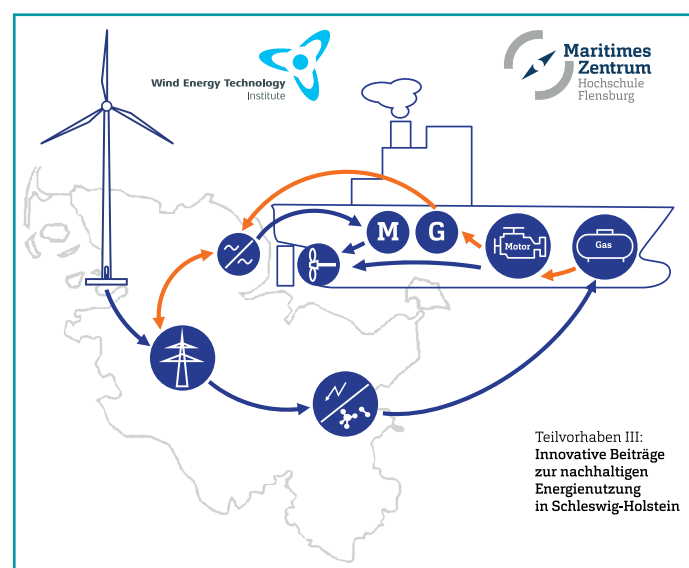 Wind Energy Technology
Institute
Maritimes
Zentrum
Hochschule
Flensburg
M
G
Motor
Gas
Teilvorhaben III:
Innovative Beiträge
zur nachhaltigen
Energienutzung
in Schleswig-Holstein